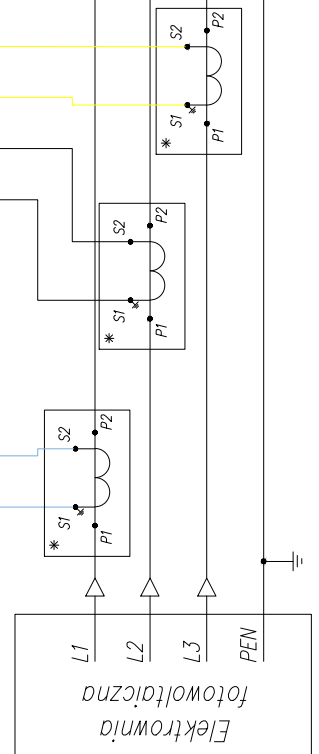 S2
P2
S1
P1
*
S2
P2
S1
P1
*
S2
P2
S1
P1
*
L1
L2
L3
PEN
Elektrownia
fotowoltaiczna